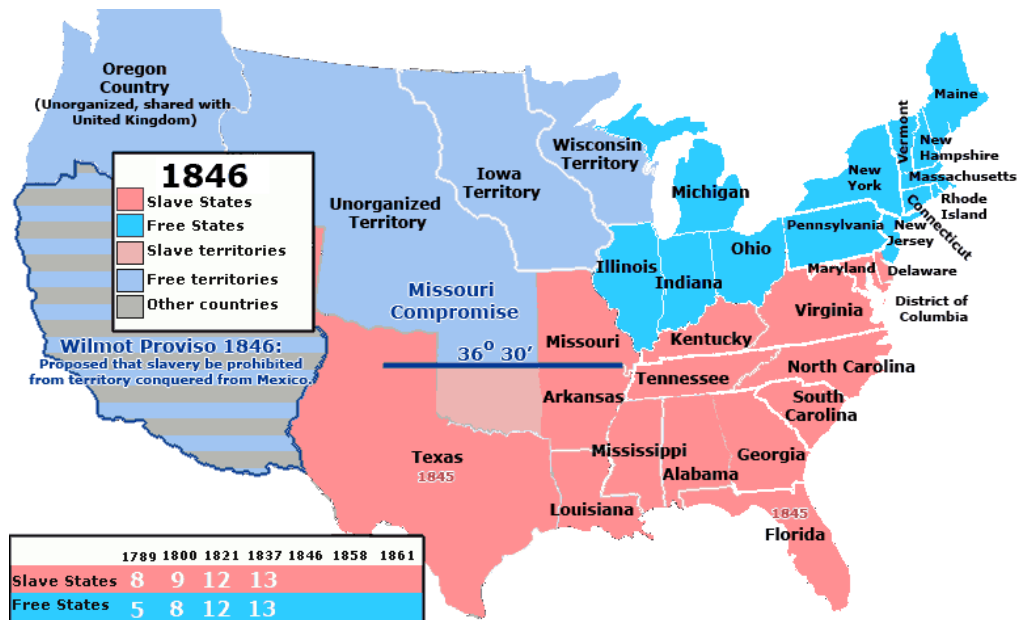 Oregon
Country
(Unorganized, shared with
United Kingdom)
Maine
Vermont
New
Hampshire
Wisconsin
Territory
Iowa
Territory
Michigan
New
York
Massachusetts
Rhode
Island
Connecticut
1846
Slave States
Free States
Slave territories
Free territories
Other countries
Unorganized
Territory
Pennsylvania
New
Jersey
Ohio
Illinois
Indiana
Maryland
Delaware
District of
Columbia
Missouri
Compromise
36° 30’
Virginia
Missouri
Kentucky
Wilmot Proviso 1846:
Proposed that slavery be prohibited
from territory conquered from Mexico.
North Carolina
Tennessee
Arkansas
South
Carolina
Texas
1845
Mississippi
Alabama
Georgia
Louisiana
1845
Florida
1789 1800 1821 1837 1846 1858 1861
Slave States 8 9 12 13
Free States 5 8 12 13